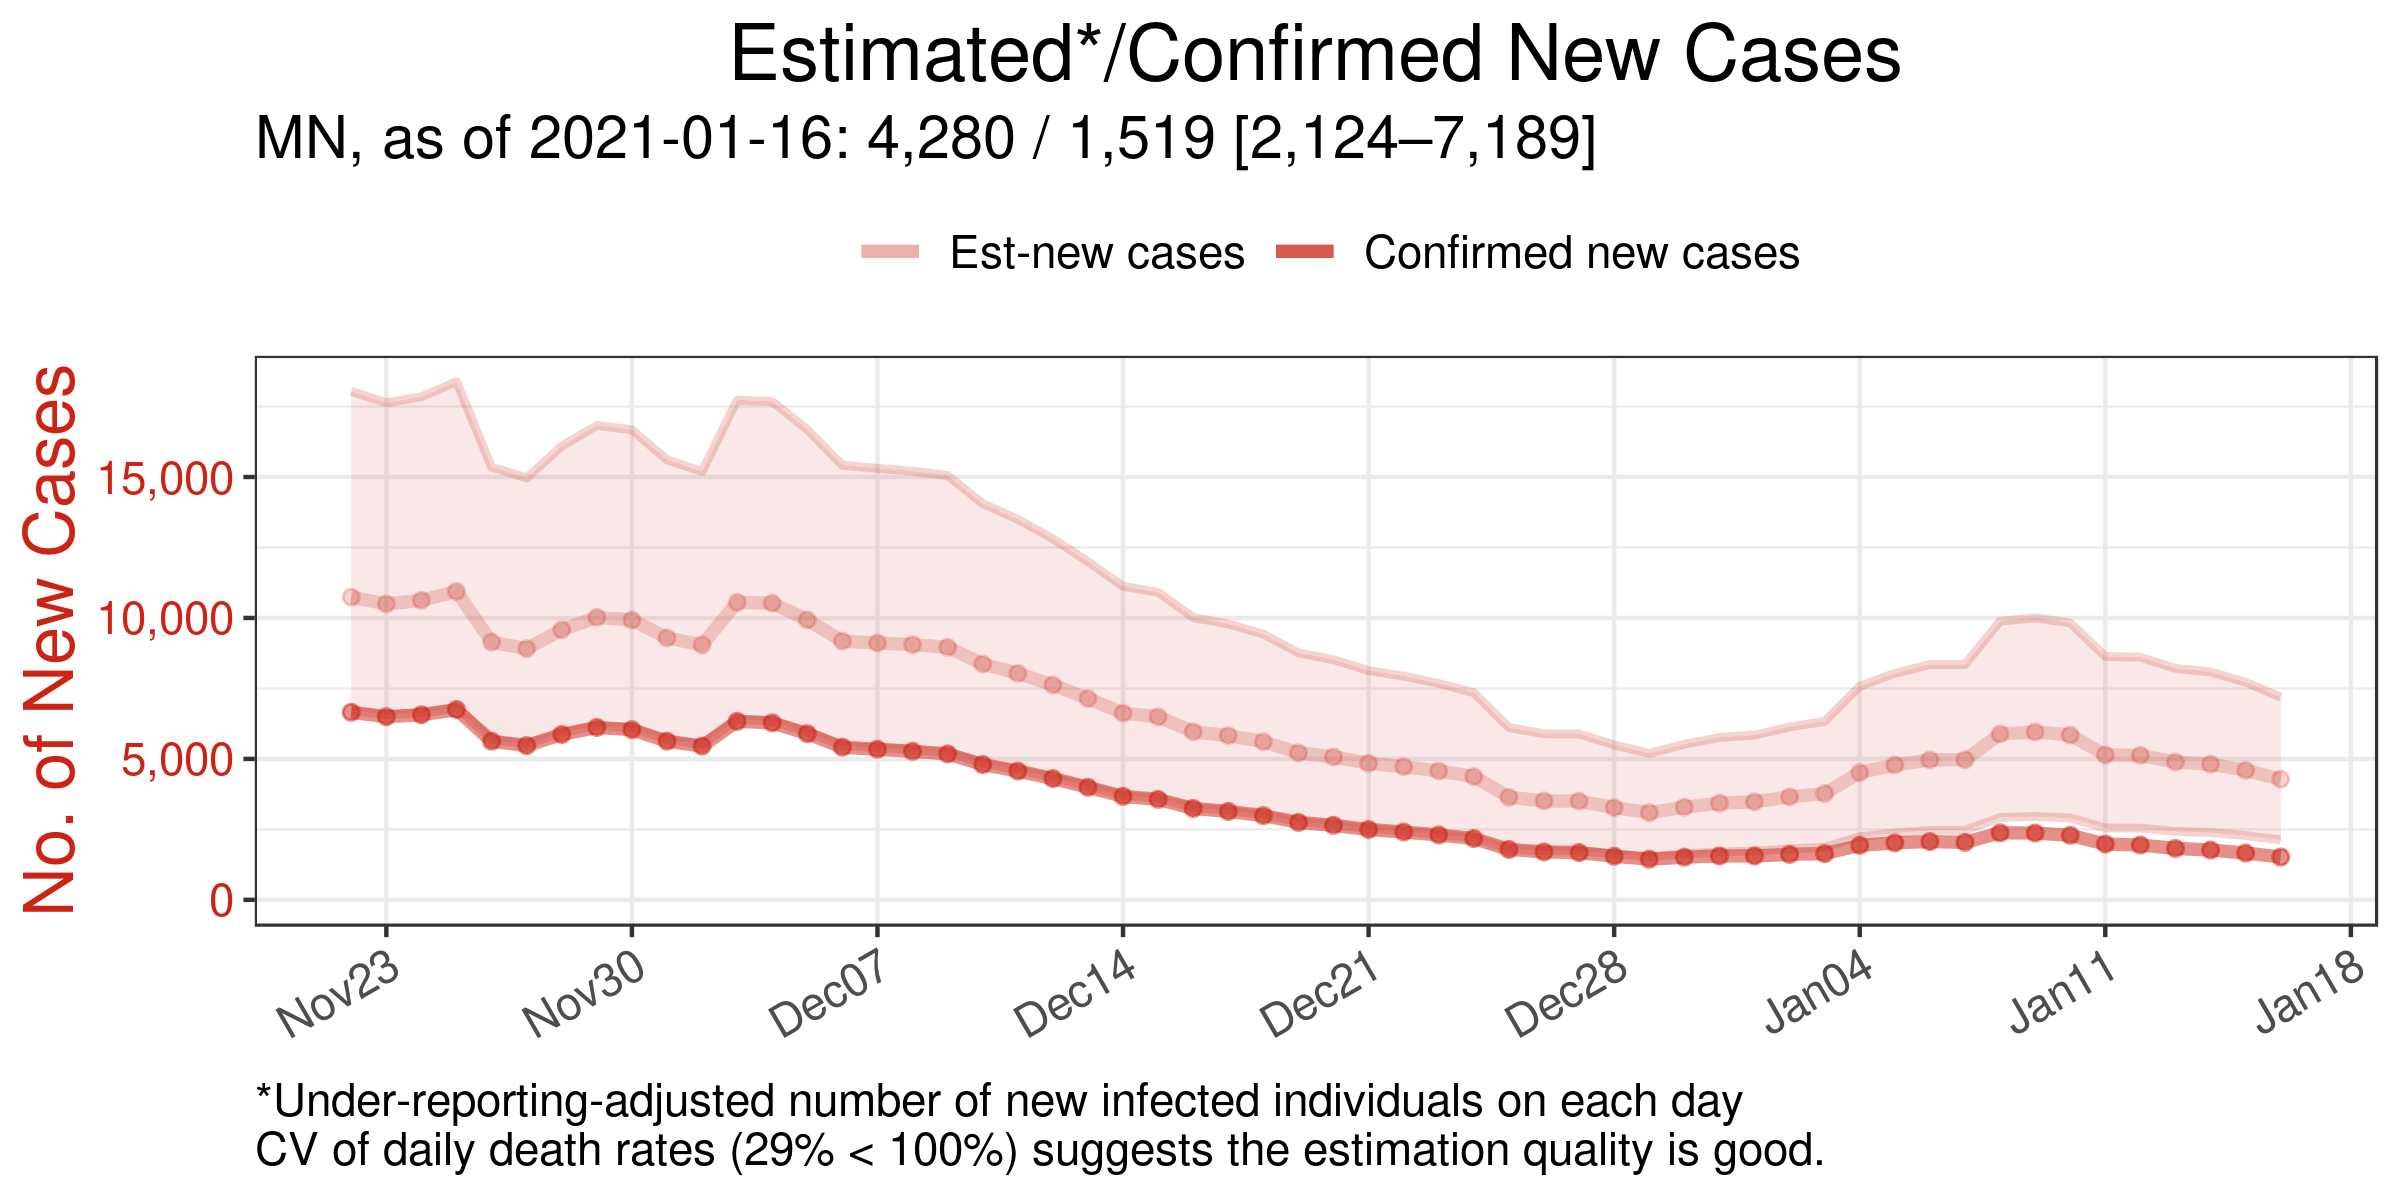 Estimated*/Confirmed New Cases
MN, as of 2021-01-16: 4,280 / 1,519 [2,124–7,189]
Est-new cases
Confirmed new cases
No. of New Cases
15,000
10,000
5,000
0
Nov23
Nov30
Dec07
Dec14
Dec21
Dec28
Jan04
Jan11
Jan18
*Under-reporting-adjusted number of new infected individuals on each day
CV of daily death rates (29% < 100%) suggests the estimation quality is good.